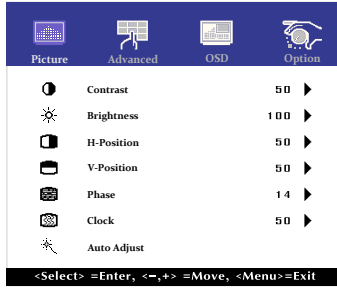 Picture Advanced OSD Option
Contrast 50
Brightness 100
H-Position 50
V-Position 50
Phase 14
Clock 50
Auto Adjust
<Select> =Enter, <−,+> =Move, <Menu>=Exit